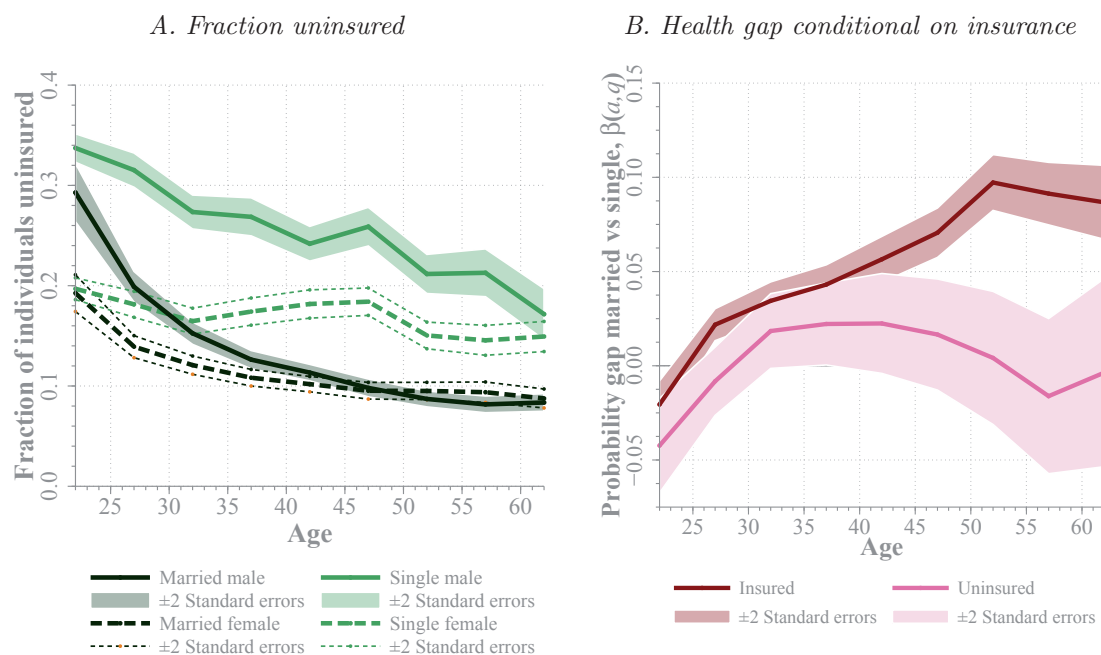 A. Fraction uninsured
B. Health gap conditional on insurance
Fraction of individuals uninsured
0.4
0.3
0.2
0.1
0.0
25
30
35
40
45
50
55
60
Age
Married male
Single male
±2 Standard errors
±2 Standard errors
Married female
Single female
±2 Standard errors
±2 Standard errors
Probability gap married vs single, β(a,q)
0.15
0.10
0.05
0.00
−0.05
25
30
35
40
45
50
55
60
Age
Insured
Uninsured
±2 Standard errors
±2 Standard errors